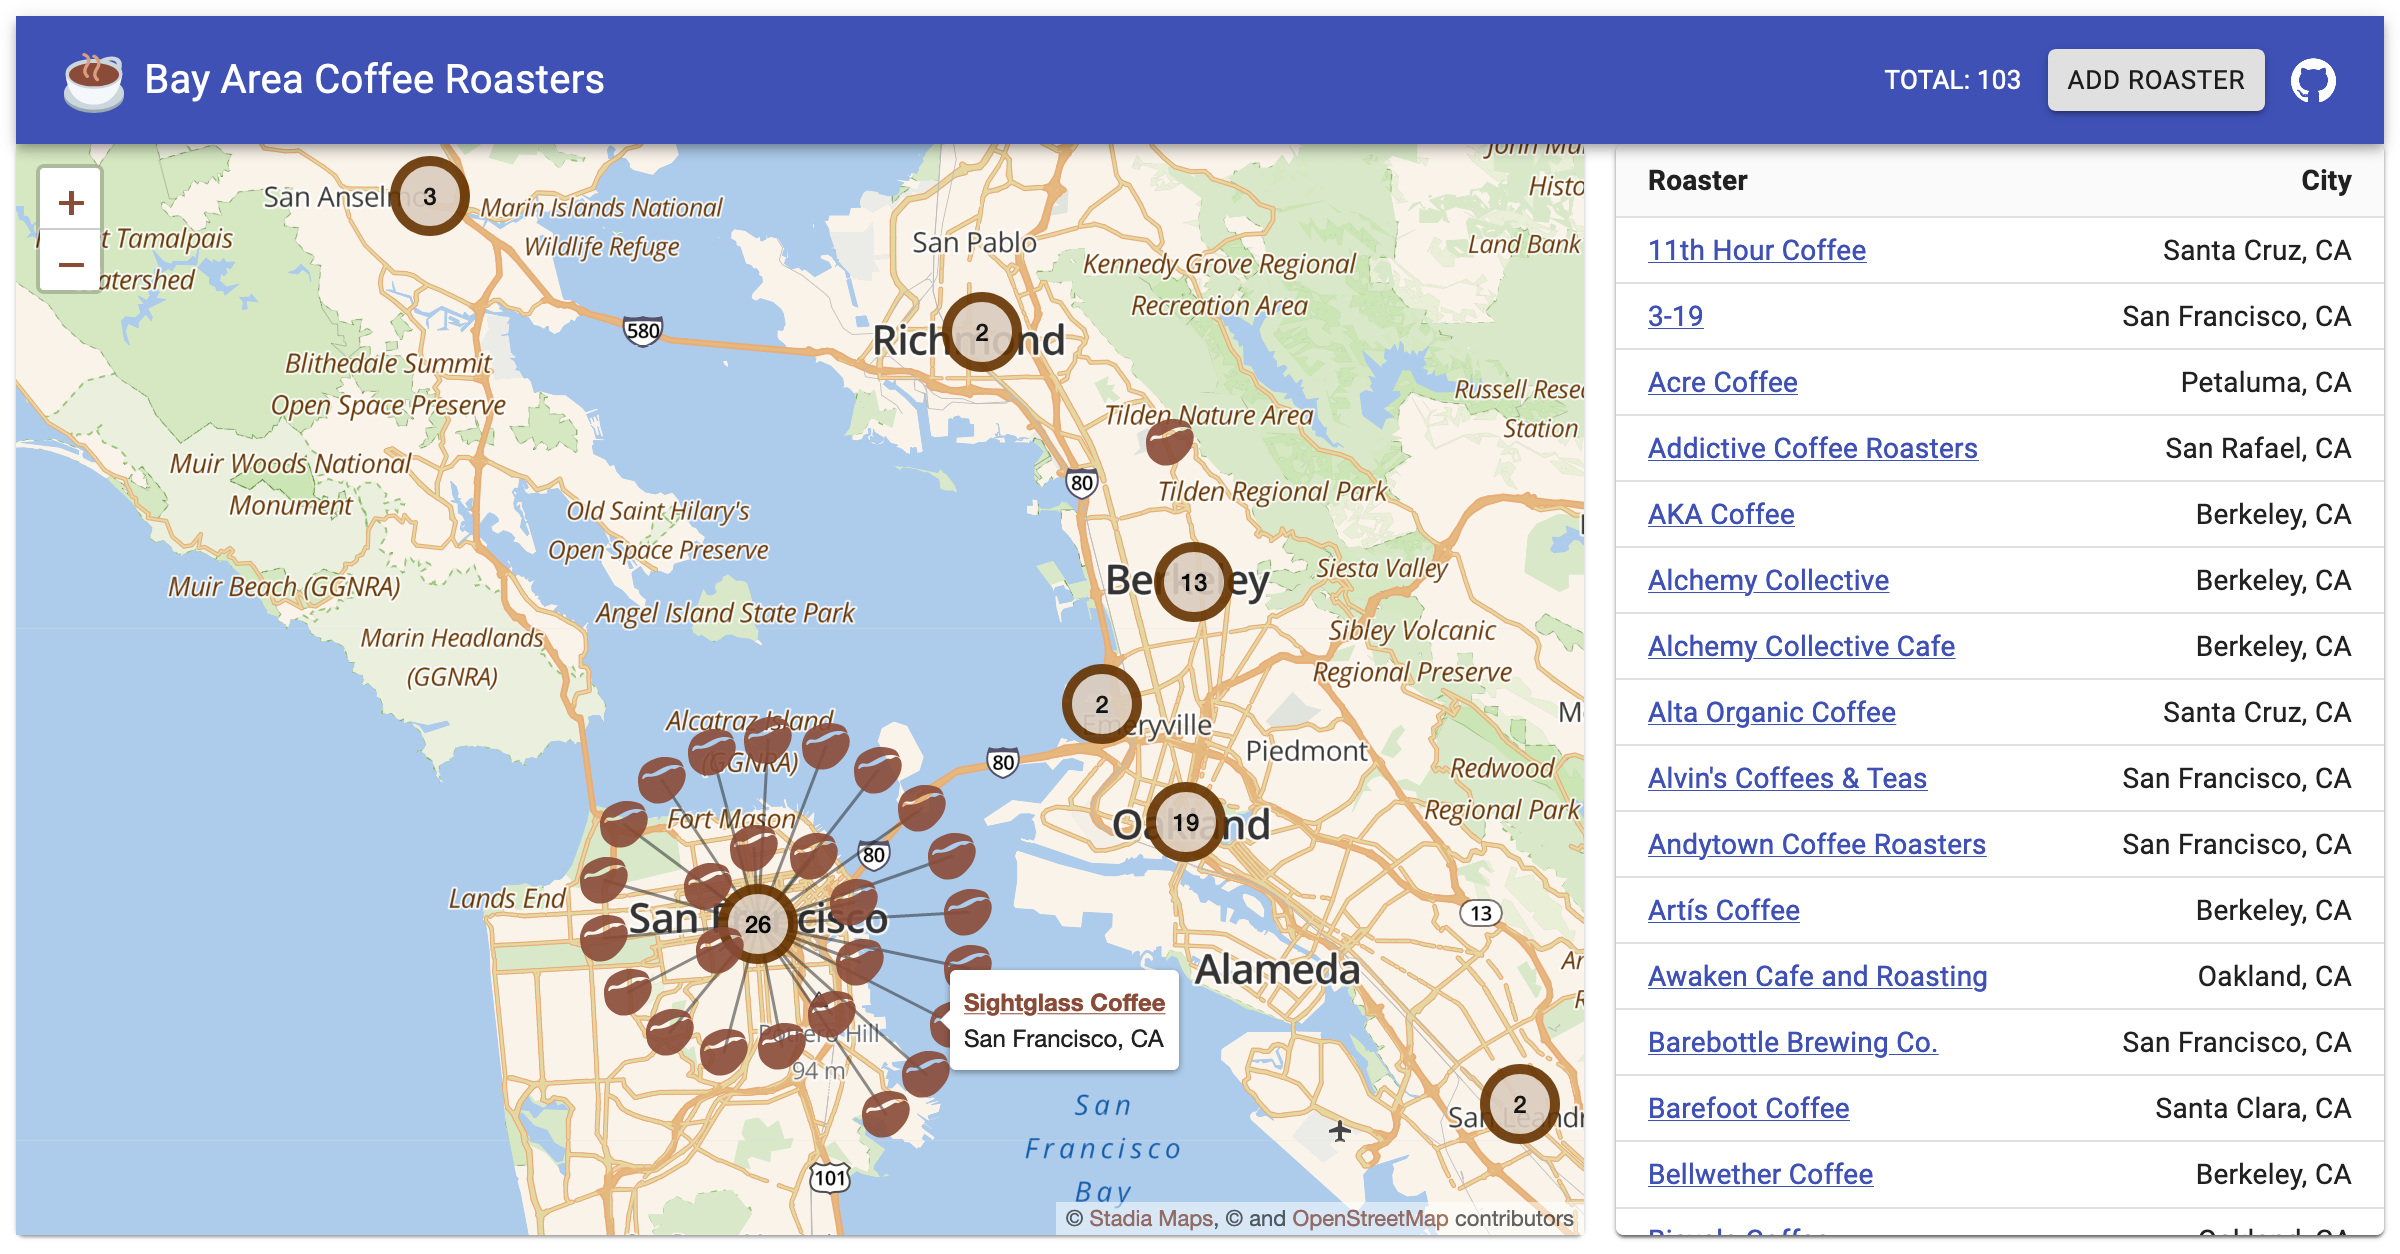 Bay Area Coffee Roasters
TOTAL: 103
ADD ROASTER
+
−
San Anselmo
3
Marin Islands National
Wildlife Refuge
t Tamalpais
atershed
San Pablo
Kennedy Grove Regional
Recreation Area
Histo
Land Bank
580
Richmond
2
Blithedale Summit
Open Space Preserve
Russell Rese
Station
Tilden Nature Area
Muir Woods National
Monument
80
Tilden Regional Park
Old Saint Hilary's
Open Space Preserve
Muir Beach (GGNRA)
Berkeley
13
Siesta Valley
Angel Island State Park
Marin Headlands
(GGNRA)
Sibley Volcanic
Regional Preserve
2
Emeryville
Alcatraz Island
(GGNRA)
80
Piedmont
Redwood
Regional Park
Fort Mason
80
Oakland
19
Lands End
San Francisco
26
13
Alameda
Sightglass Coffee
San Francisco, CA
Potrero Hill
94 m
San
Francisco
Bay
San Leandr
2
101
© Stadia Maps, © and OpenStreetMap contributors
Roaster City
11th Hour Coffee Santa Cruz, CA
3-19 San Francisco, CA
Acre Coffee Petaluma, CA
Addictive Coffee Roasters San Rafael, CA
AKA Coffee Berkeley, CA
Alchemy Collective Berkeley, CA
Alchemy Collective Cafe Berkeley, CA
Alta Organic Coffee Santa Cruz, CA
Alvin's Coffees & Teas San Francisco, CA
Andytown Coffee Roasters San Francisco, CA
Artís Coffee Berkeley, CA
Awaken Cafe and Roasting Oakland, CA
Barebottle Brewing Co. San Francisco, CA
Barefoot Coffee Santa Clara, CA
Bellwether Coffee Berkeley, CA